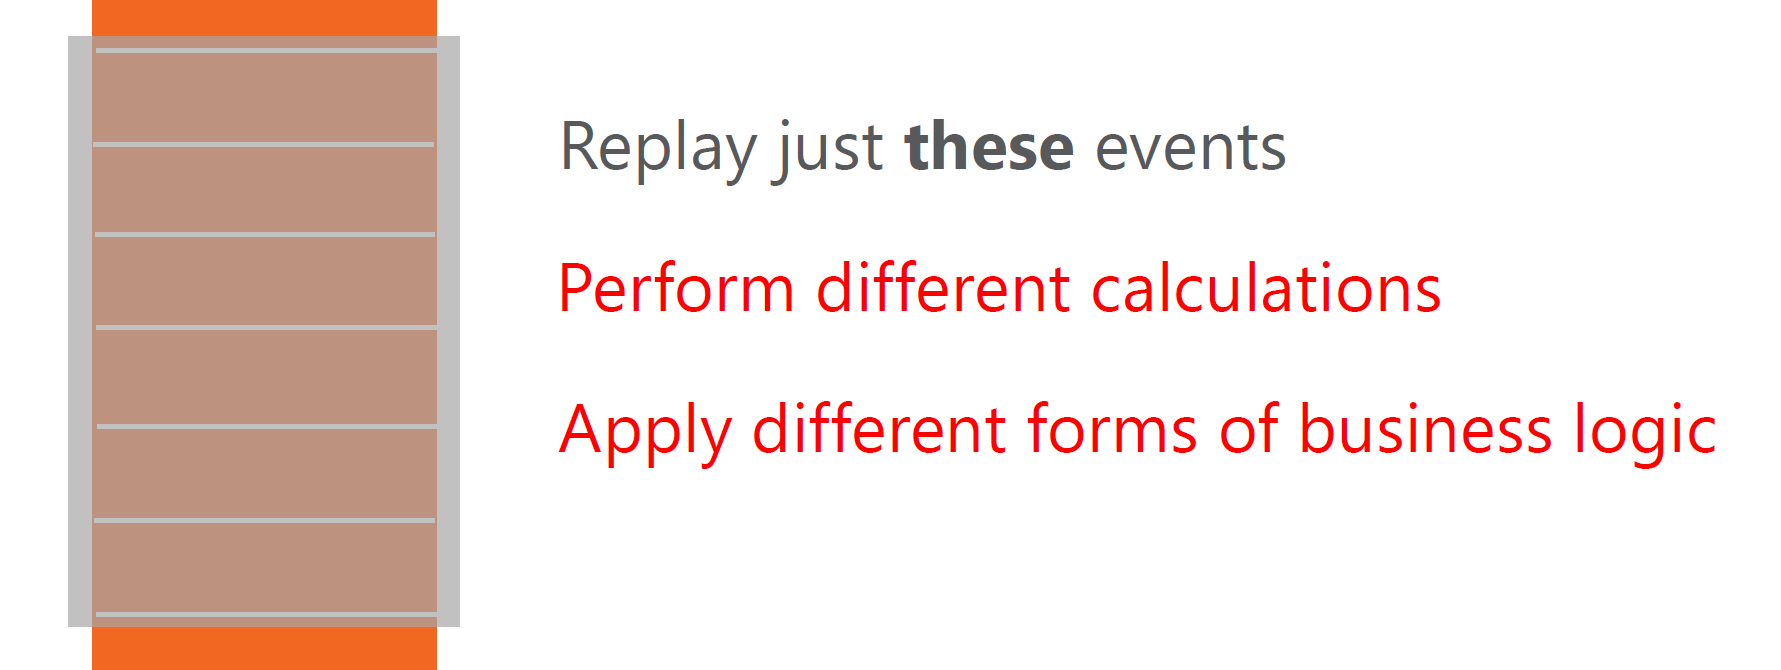 Replay just these events
Perform different calculations
Apply different forms of business logic